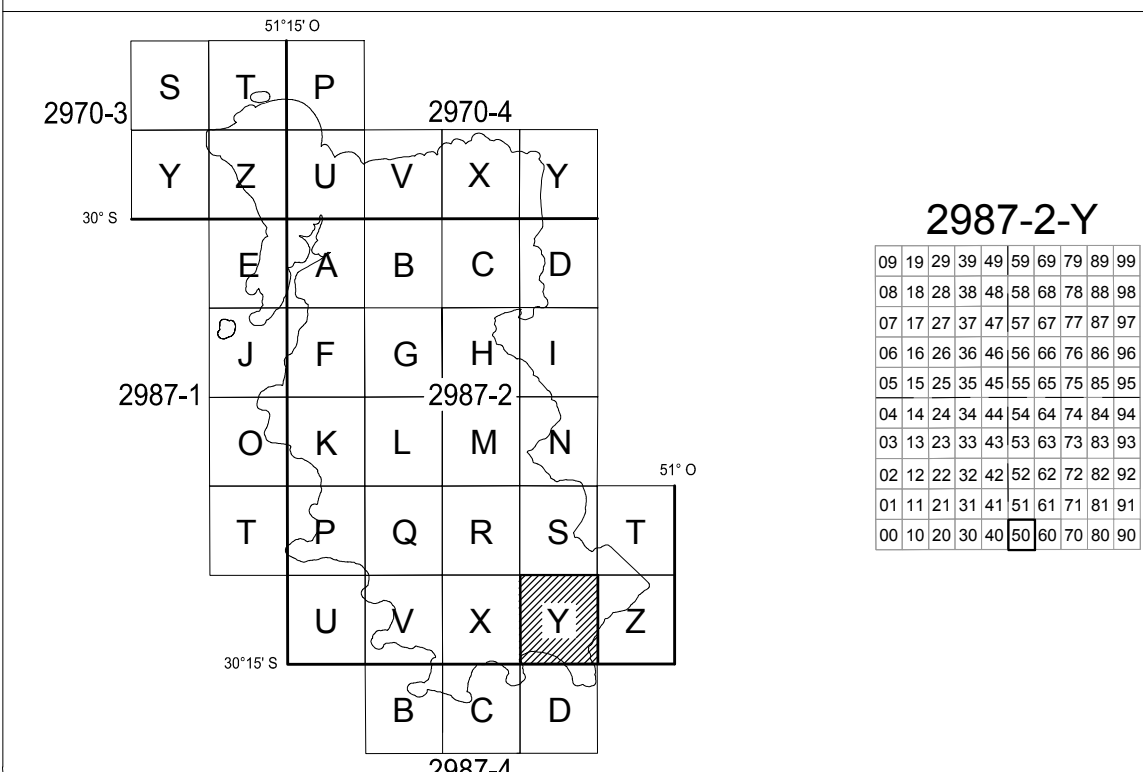 51°15' O
S T P
2970-3 2970-4
Y Z U V X Y
30° S
E A B C D
J F G H I
2987-1 2987-2
O K L M N
51° O
T P Q R S T
U V X Y Z
30°15' S
B C D
2987-4
2987-2-Y
09 19 29 39 49 59 69 79 89 99
08 18 28 38 48 58 68 78 88 98
07 17 27 37 47 57 67 77 87 97
06 16 26 36 46 56 66 76 86 96
05 15 25 35 45 55 65 75 85 95
04 14 24 34 44 54 64 74 84 94
03 13 23 33 43 53 63 73 83 93
02 12 22 32 42 52 62 72 82 92
01 11 21 31 41 51 61 71 81 91
00 10 20 30 40 50 60 70 80 90